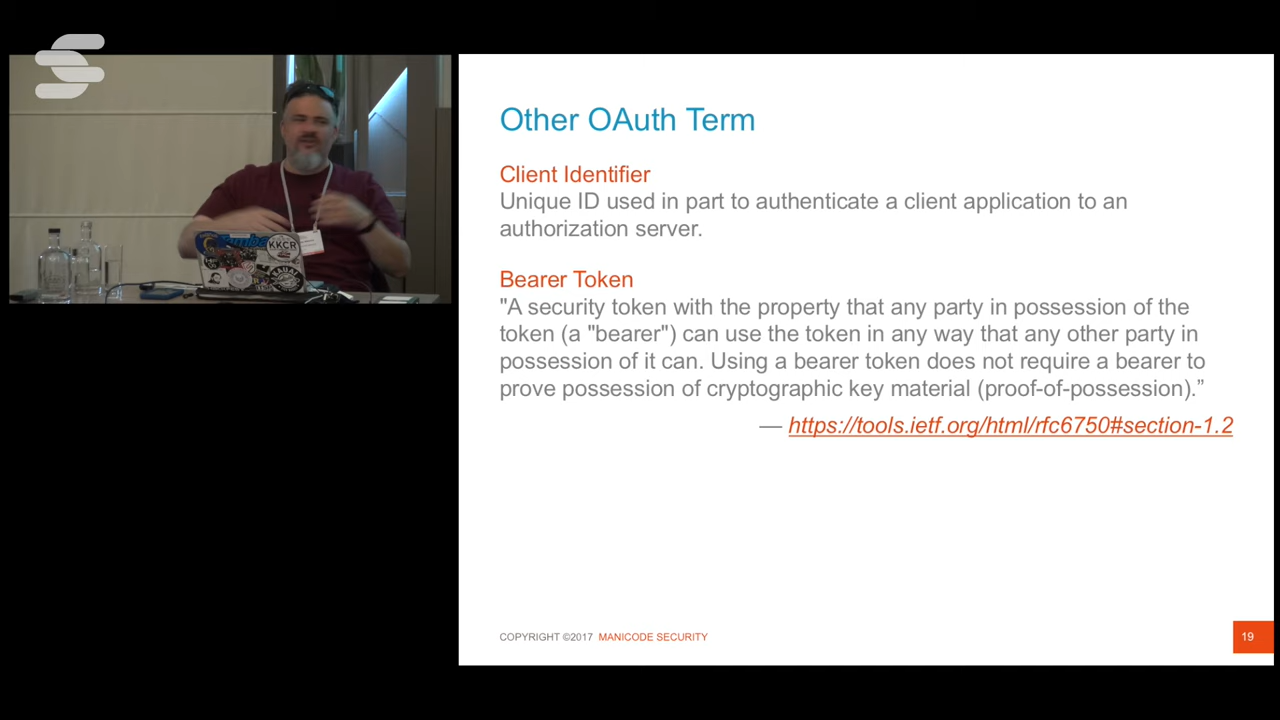 Other OAuth Term
Client Identifier
Unique ID used in part to authenticate a client application to an
authorization server.
Bearer Token
"A security token with the property that any party in possession of the
token (a "bearer") can use the token in any way that any other party in
possession of it can. Using a bearer token does not require a bearer to
prove possession of cryptographic key material (proof-of-possession).”
— https://tools.ietf.org/html/rfc6750#section-1.2
COPYRIGHT ©2017 MANICODE SECURITY
19
KKCR
KAUAI